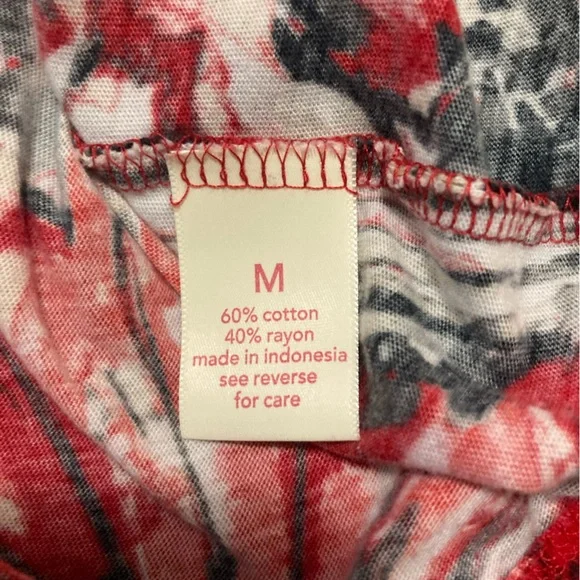 M
60% cotton
40% rayon
made in indonesia
see reverse
for care